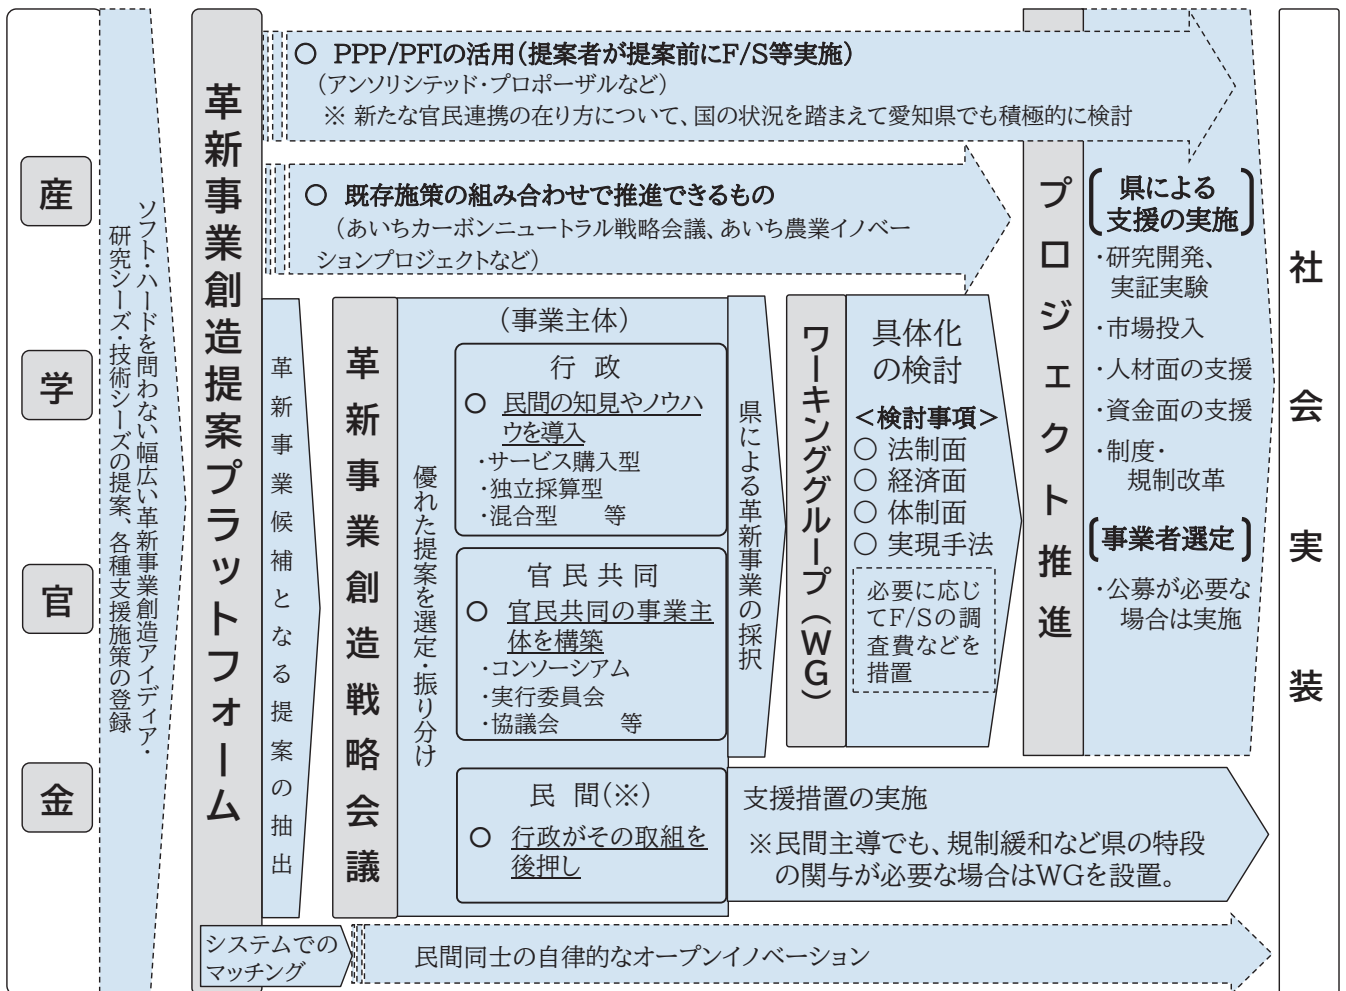 産
学
官
金
ソフト・ハードを問わない幅広い革新事業創造アイディア・
研究シーズ・技術シーズの提案、各種支援施策の登録
革新事業創造提案プラットフォーム
○ PPP/PFIの活用(提案者が提案前にF/S等実施)
(アンソリシテッド・プロポーザルなど)
※ 新たな官民連携の在り方について、国の状況を踏まえて愛知県でも積極的に検討
○ 既存施策の組み合わせで推進できるもの
(あいちカーボンニュートラル戦略会議、あいち農業イノベー
ションプロジェクトなど)
革新事業候補となる提案の抽出
革新事業創造戦略会議
優れた提案を選定・振り分け
(事業主体)
行 政
○ 民間の知見やノウハ
ウを導入
・サービス購入型
・独立採算型
・混合型 等
官民共同
○ 官民共同の事業主
体を構築
・コンソーシアム
・実行委員会
・協議会 等
民 間(※)
○ 行政がその取組を
後押し
県による革新事業の採択
ワーキンググループ(WG)
具体化
の検討
<検討事項>
○ 法制面
○ 経済面
○ 体制面
○ 実現手法
必要に応じ
てF/Sの調
査費などを
措置
プロジェクト推進
県による
支援の実施
・研究開発、
実証実験
・市場投入
・人材面の支援
・資金面の支援
・制度・
規制改革
事業者選定
・公募が必要な
場合は実施
支援措置の実施
※民間主導でも、規制緩和など県の特段
の関与が必要な場合はWGを設置。
システムでの
マッチング
民間同士の自律的なオープンイノベーション
社会実装